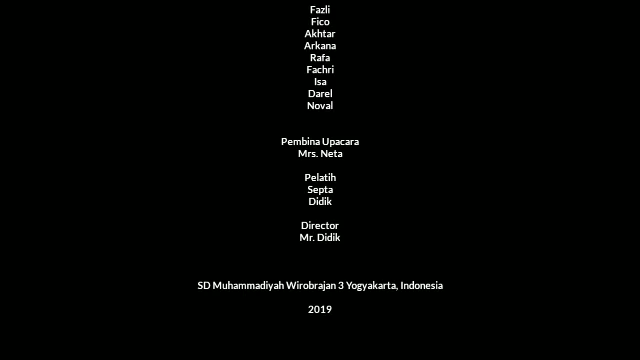 Fazli
Fico
Akhtar
Arkana
Rafa
Fachri
Isa
Darel
Noval
Pembina Upacara
Mrs. Neta
Pelatih
Septa
Didik
Director
Mr. Didik
SD Muhammadiyah Wirobrajan 3 Yogyakarta, Indonesia
2019